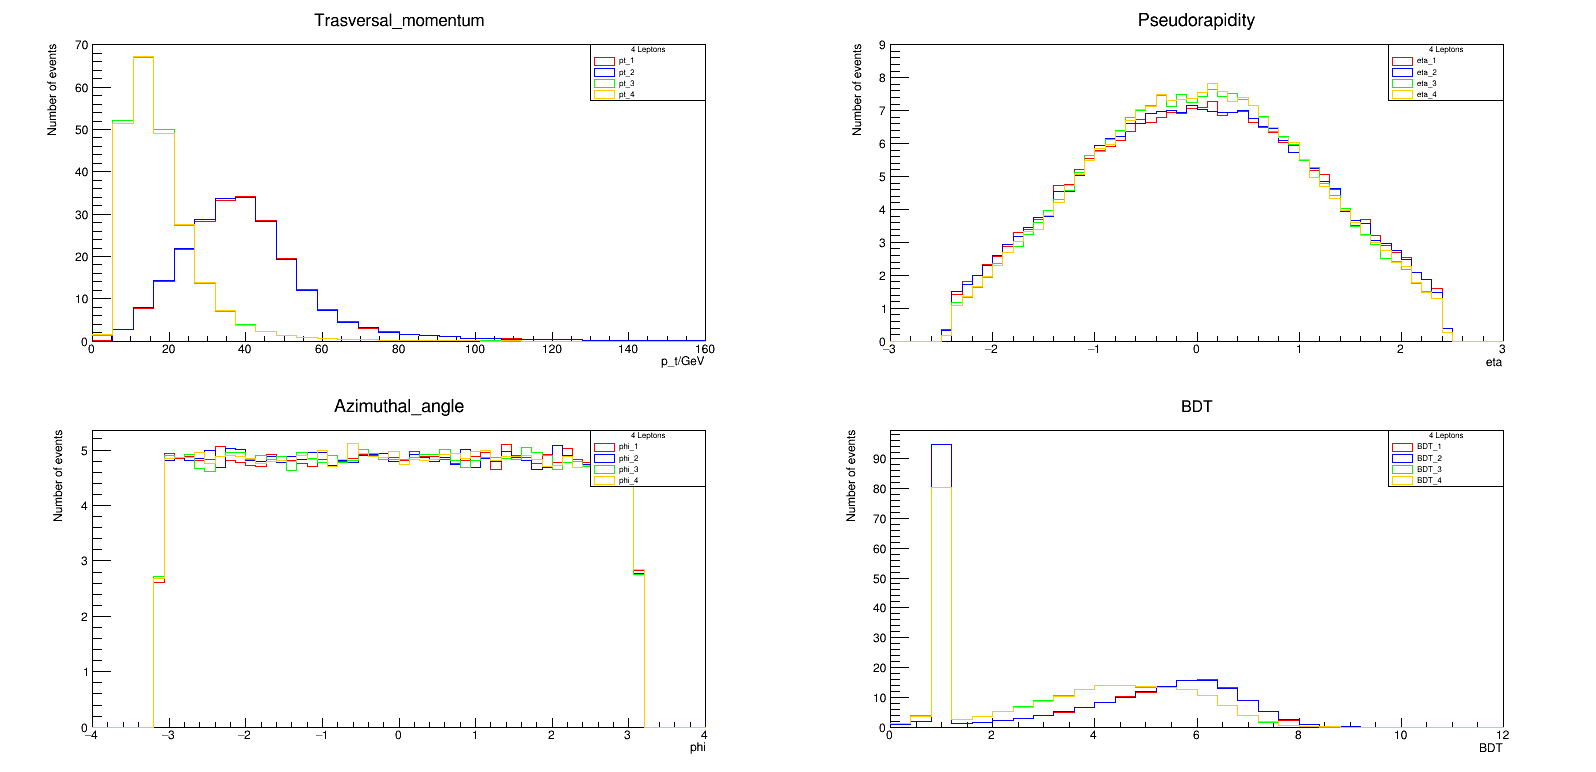 Trasversal_momentum
Number of events
70
60
50
40
30
20
10
0
0 20 40 60 80 100 120 140 160
p_t/GeV
4 Leptons
pt_1
pt_2
pt_3
pt_4
Pseudorapidity
Number of events
9
8
7
6
5
4
3
2
1
0
−3 −2 −1 0 1 2 3
eta
4 Leptons
eta_1
eta_2
eta_3
eta_4
Azimuthal_angle
Number of events
5
4
3
2
1
0
−4 −3 −2 −1 0 1 2 3 4
phi
4 Leptons
phi_1
phi_2
phi_3
phi_4
BDT
Number of events
90
80
70
60
50
40
30
20
10
0
0 2 4 6 8 10 12
BDT
4 Leptons
BDT_1
BDT_2
BDT_3
BDT_4